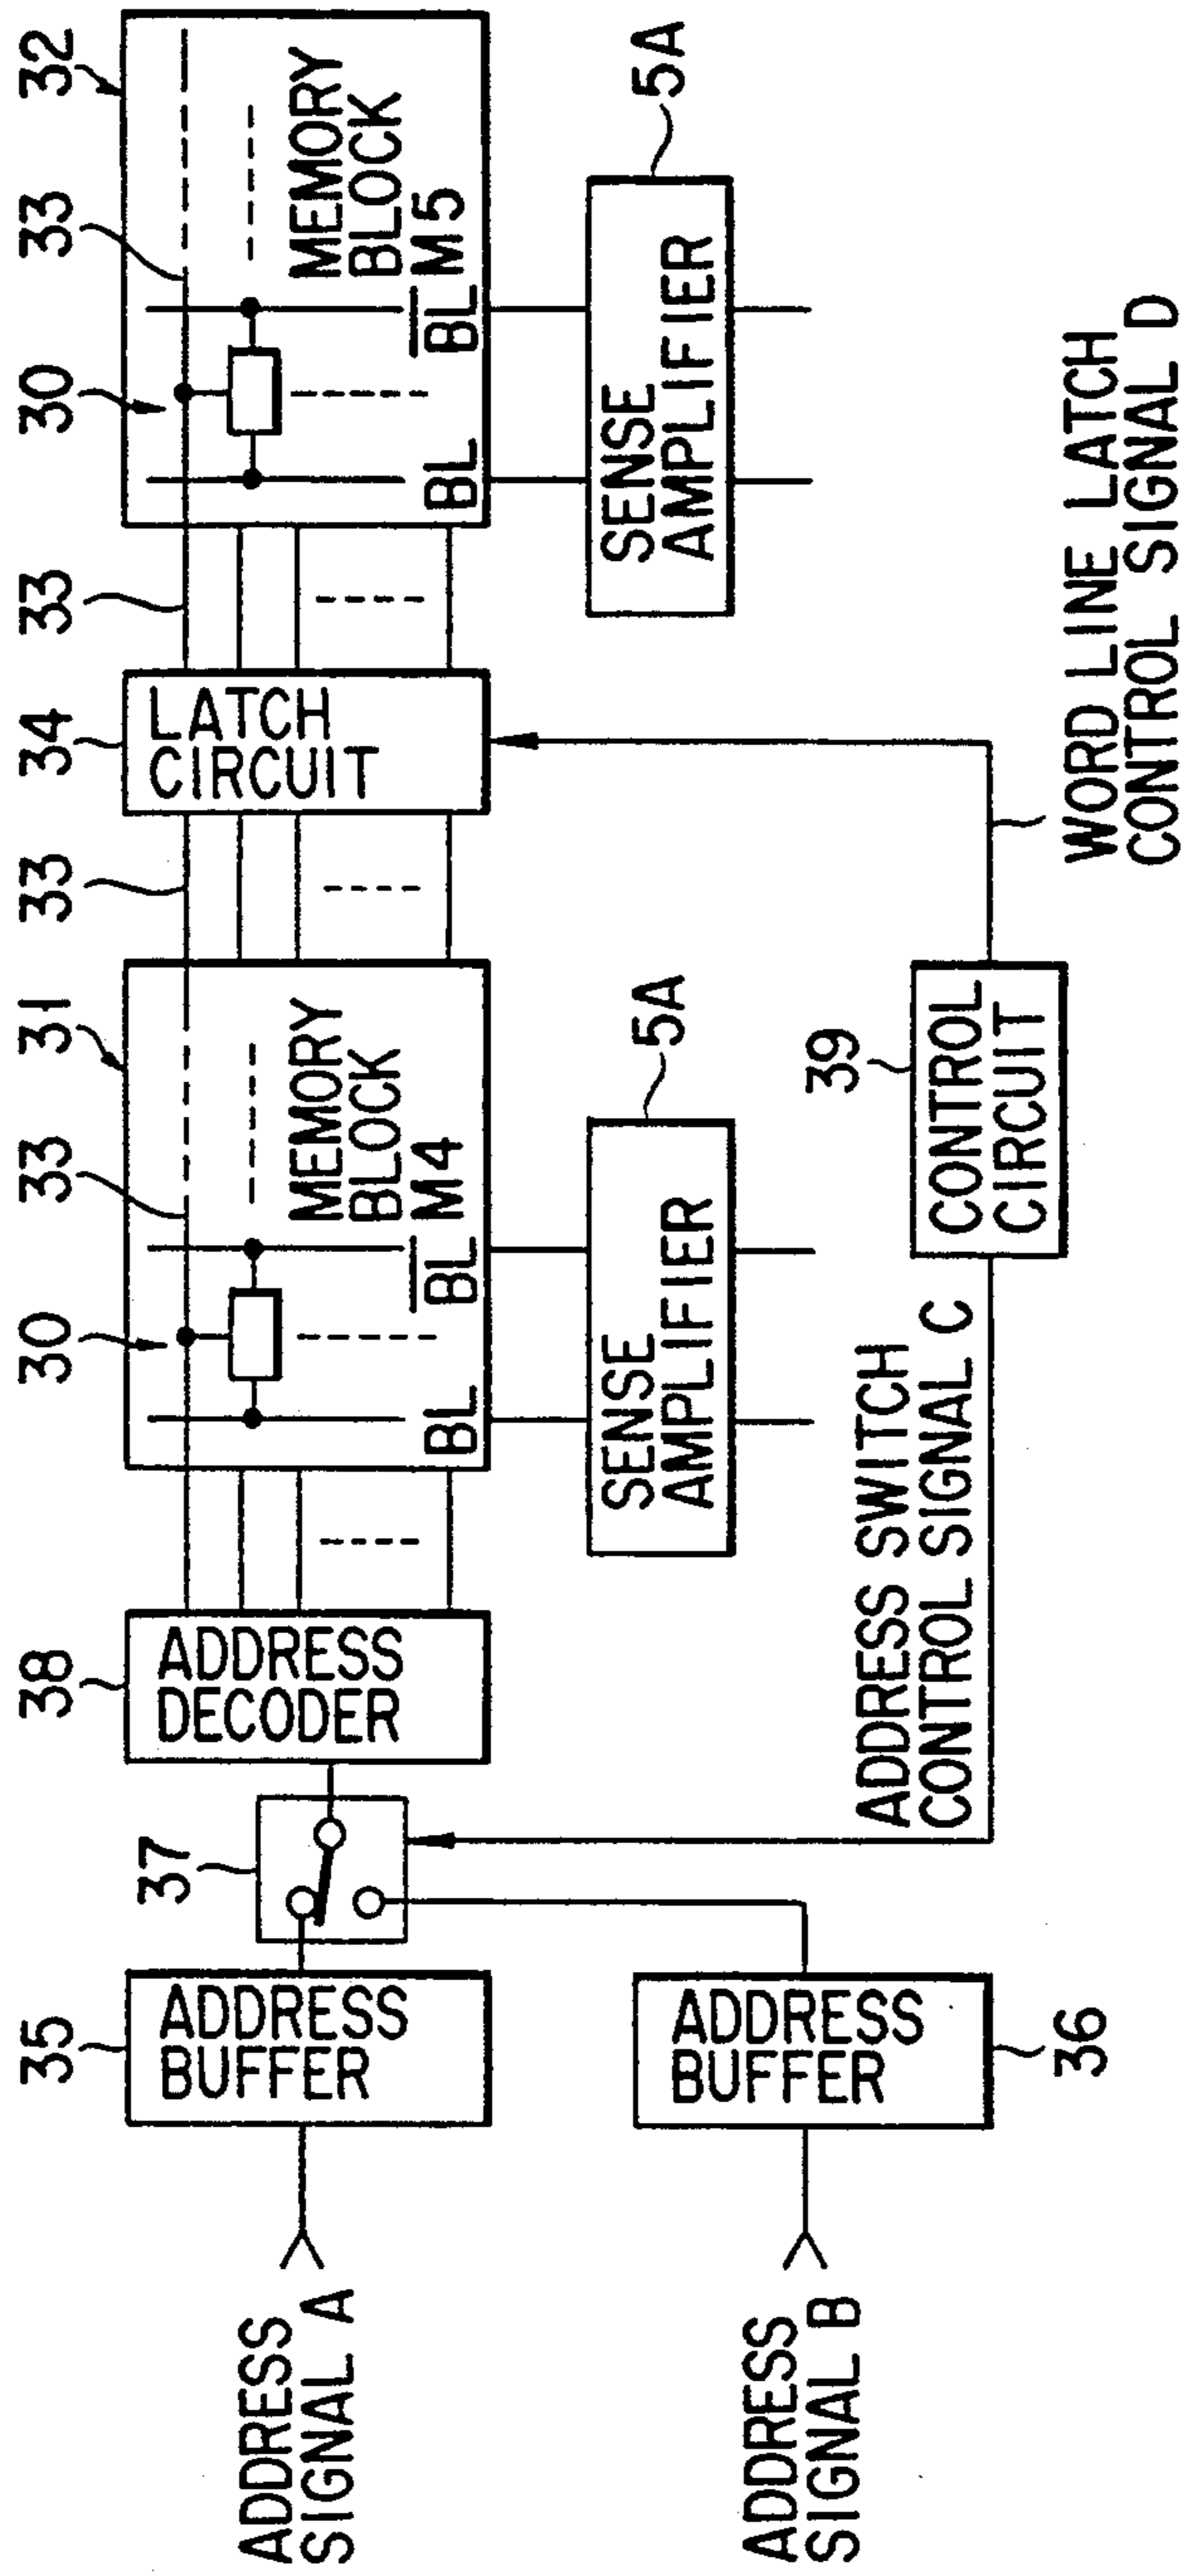 35
37
38
30
33
31
33
34
33
30
33
32
ADDRESS
SIGNAL A
ADDRESS
BUFFER
ADDRESS
DECODER
BL
B̅L̅
MEMORY
BLOCK
M4
LATCH
CIRCUIT
BL
B̅L̅
MEMORY
BLOCK
M5
SENSE
AMPLIFIER
5A
SENSE
AMPLIFIER
5A
ADDRESS
SIGNAL B
ADDRESS
BUFFER
36
ADDRESS SWITCH
CONTROL SIGNAL C
39
CONTROL
CIRCUIT
WORD LINE LATCH
CONTROL SIGNAL D